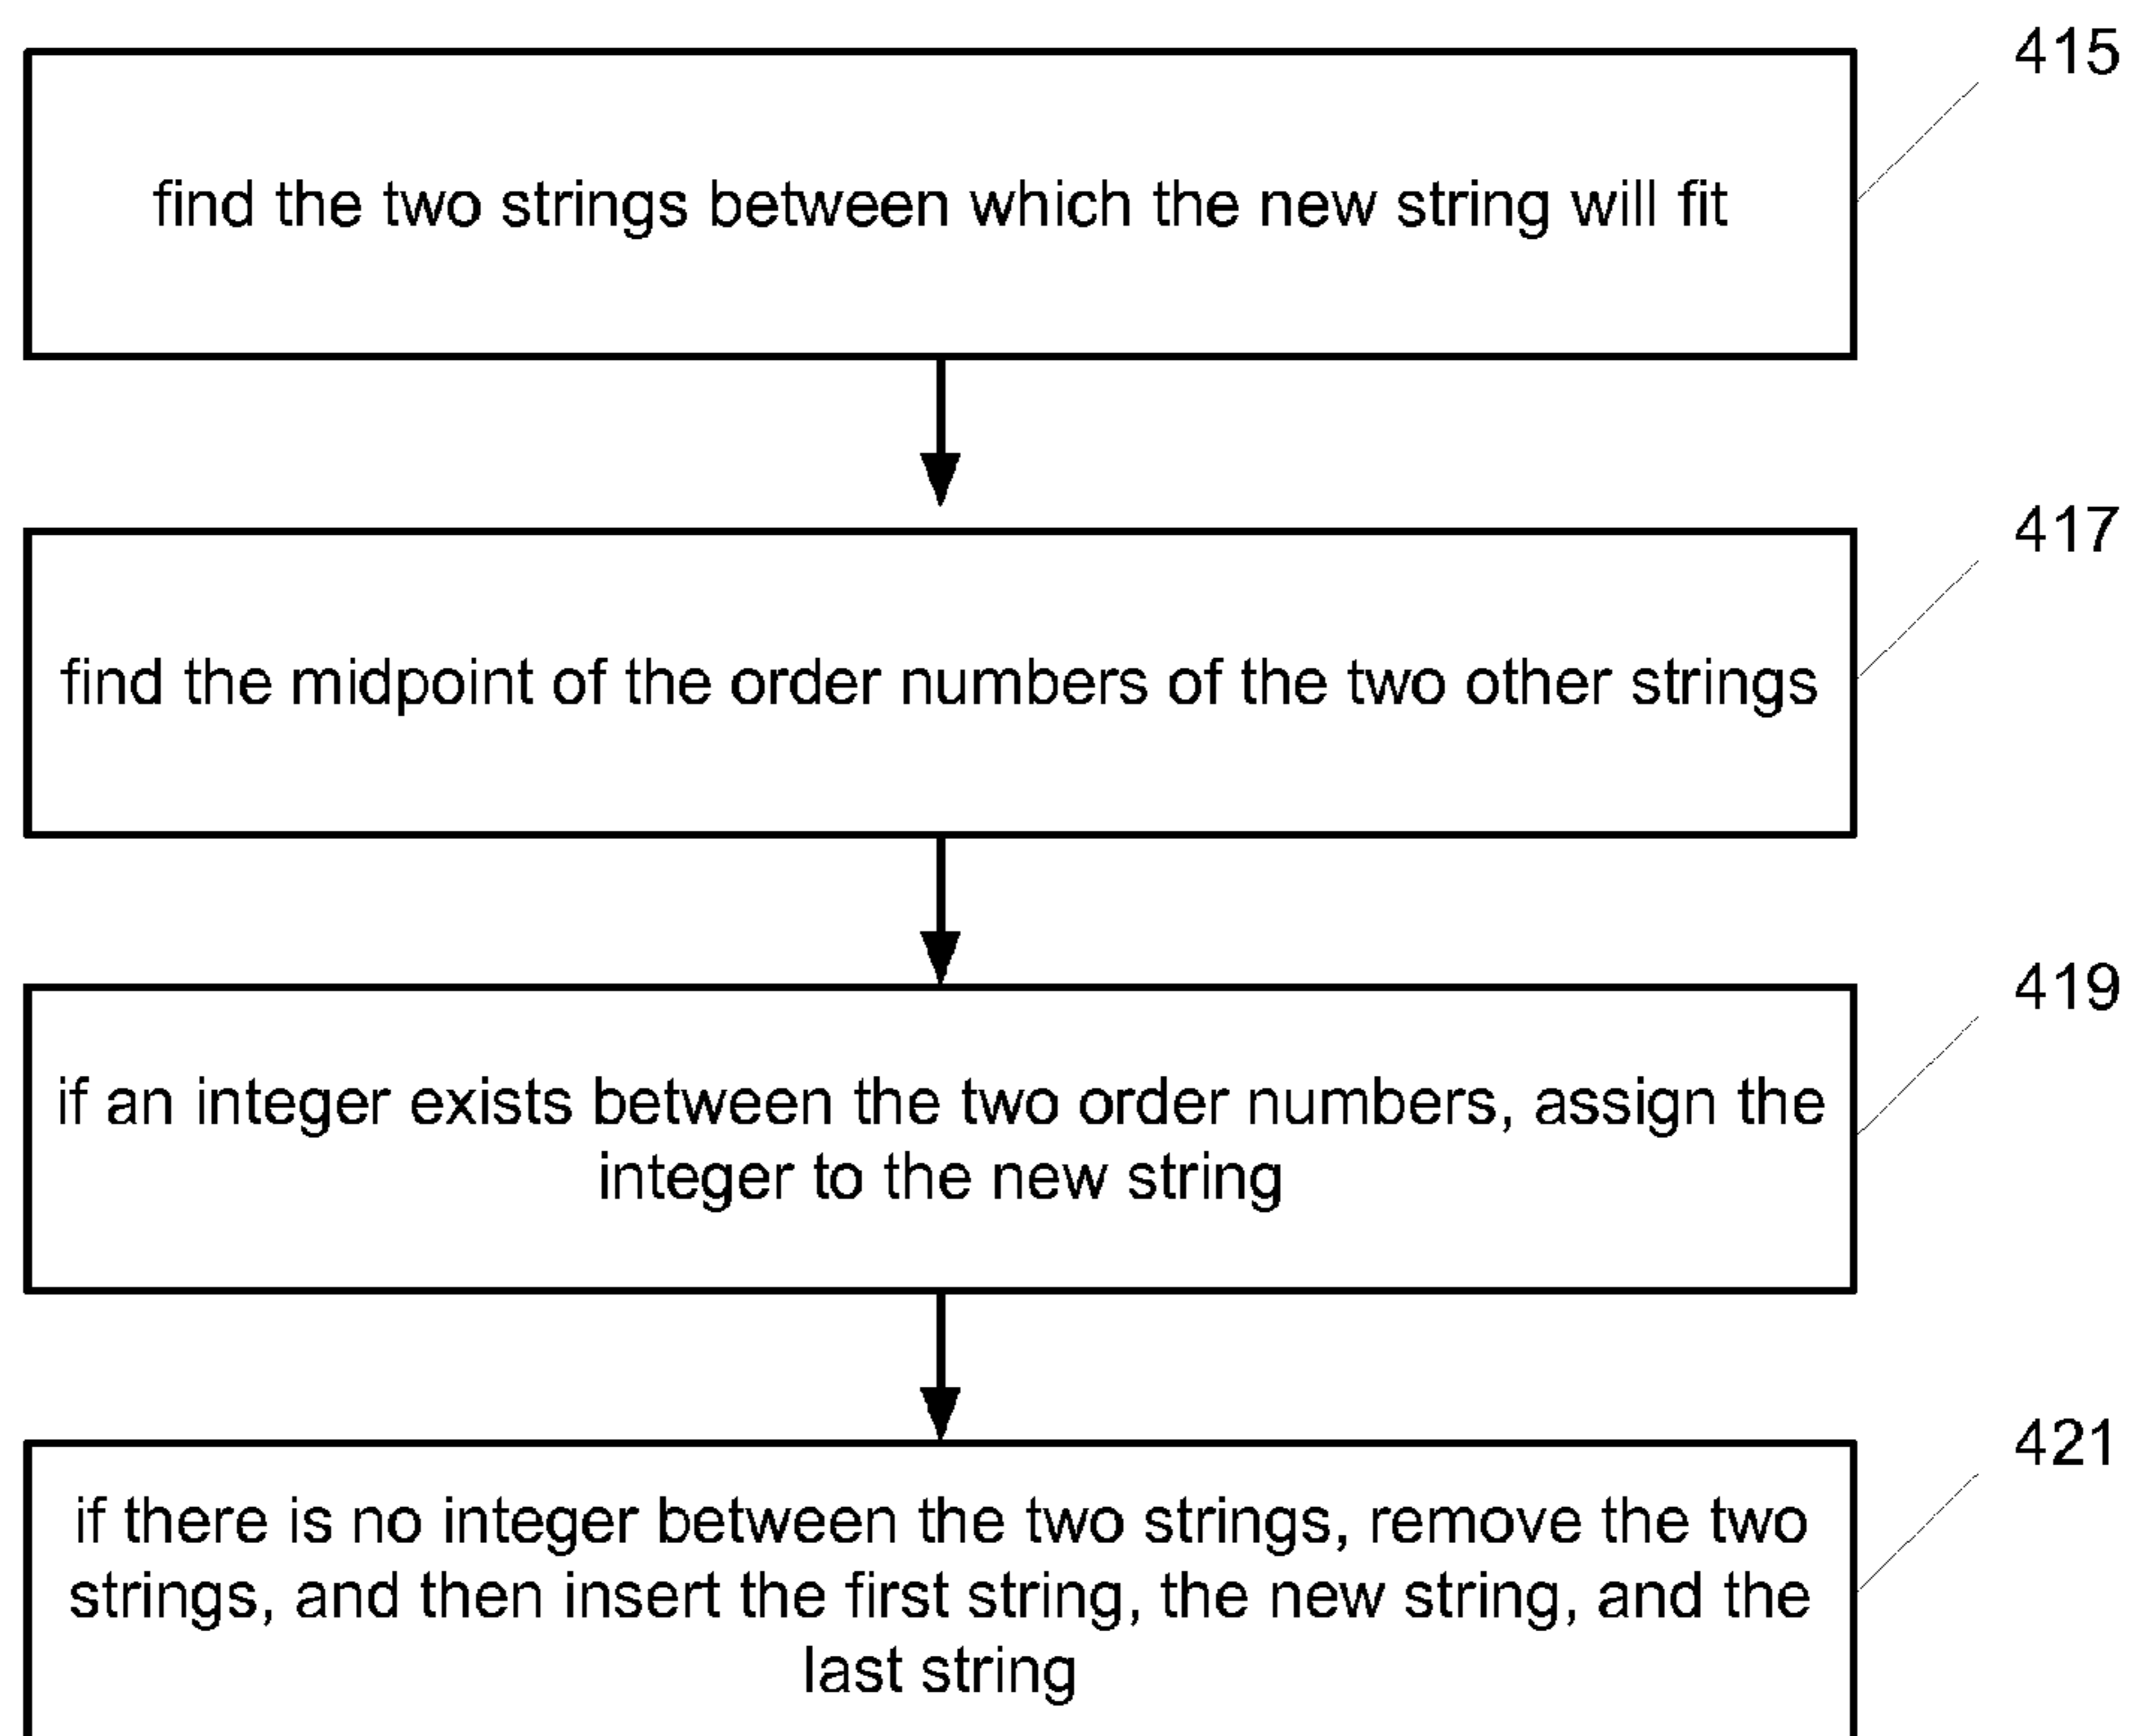 415
find the two strings between which the new string will fit
417
find the midpoint of the order numbers of the two other strings
419
if an integer exists between the two order numbers, assign the
integer to the new string
421
if there is no integer between the two strings, remove the two
strings, and then insert the first string, the new string, and the
last string